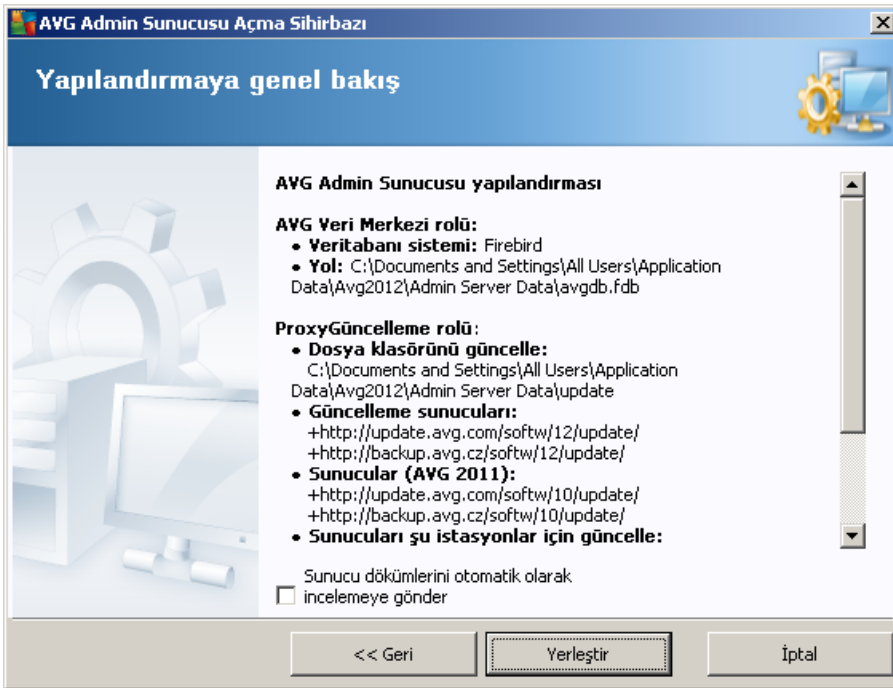 AVG Admin Sunucusu Açma Sihirbazı
Yapılandırmaya genel bakış
AVG Admin Sunucusu yapılandırması
AVG Veri Merkezi rolü:
• Veritabanı sistemi: Firebird
• Yol: C:\Documents and Settings\All Users\Application
Data\Avg2012\Admin Server Data\avgdb.fdb
ProxyGüncelleme rolü:
• Dosya klasörünü güncelle:
C:\Documents and Settings\All Users\Application
Data\Avg2012\Admin Server Data\update
• Güncelleme sunucuları:
+http://update.avg.com/softw/12/update/
+http://backup.avg.cz/softw/12/update/
• Sunucular (AVG 2011):
+http://update.avg.com/softw/10/update/
+http://backup.avg.cz/softw/10/update/
• Sunucuları şu istasyonlar için güncelle:
Sunucu dökümlerini otomatik olarak
incelemeye gönder
<< Geri
Yerleştir
İptal